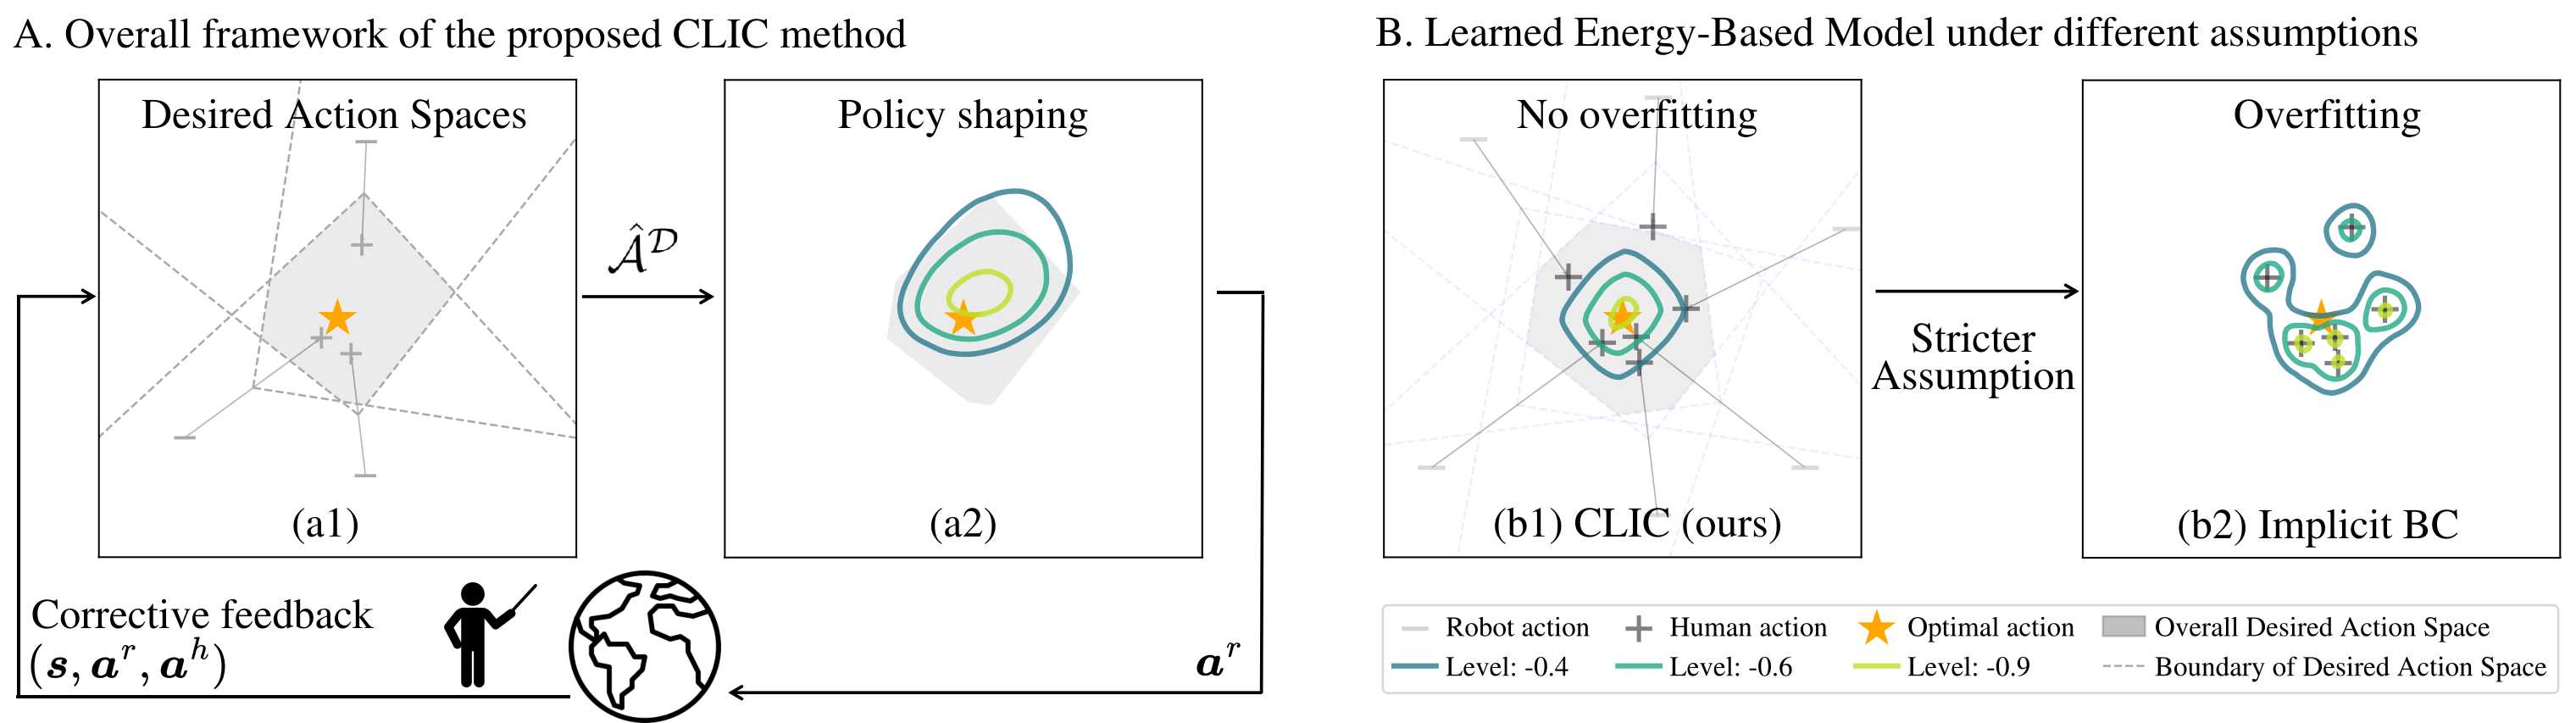 A. Overall framework of the proposed CLIC method
Desired Action Spaces
(a1)
$\hat{\mathcal{A}}^{\mathcal{D}}$
Policy shaping
(a2)
Corrective feedback
$(\boldsymbol{s}, \boldsymbol{a}^r, \boldsymbol{a}^h)$
$\boldsymbol{a}^r$
B. Learned Energy-Based Model under different assumptions
No overfitting
(b1) CLIC (ours)
Stricter
Assumption
Overfitting
(b2) Implicit BC
Robot action
Human action
Optimal action
Overall Desired Action Space
Level: -0.4
Level: -0.6
Level: -0.9
Boundary of Desired Action Space